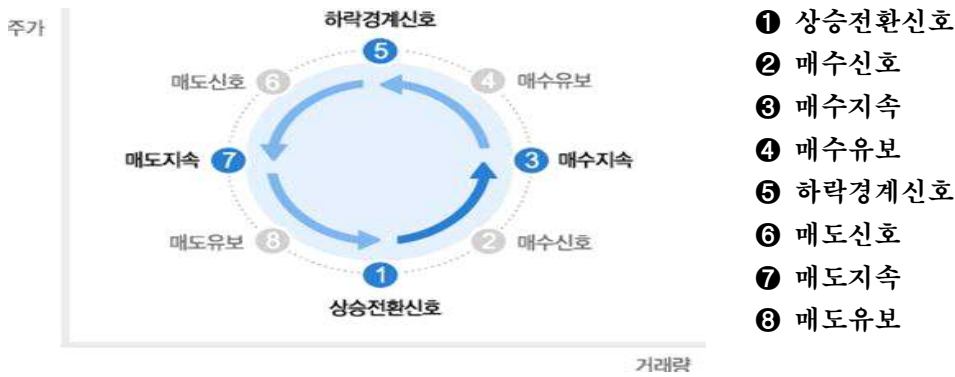 주가
하락경계신호
5
매도신호 6
4 매수유보
매도지속 7
3 매수지속
매도유보 8
2 매수신호
1
상승전환신호
거래량
❶ 상승전환신호
❷ 매수신호
❸ 매수지속
❹ 매수유보
❺ 하락경계신호
❻ 매도신호
❼ 매도지속
❽ 매도유보